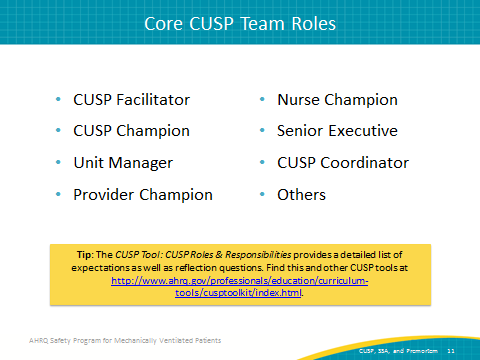 Core CUSP Team Roles
• CUSP Facilitator
• CUSP Champion
• Unit Manager
• Provider Champion
• Nurse Champion
• Senior Executive
• CUSP Coordinator
• Others
Tip: The CUSP Tool: CUSP Roles & Responsibilities provides a detailed list of
expectations as well as reflection questions. Find this and other CUSP tools at
http://www.ahrq.gov/professionals/education/curriculum-
tools/cusptoolkit/index.html.
AHRQ Safety Program for Mechanically Ventilated Patients
CUSP, SSA, and Promotion 11